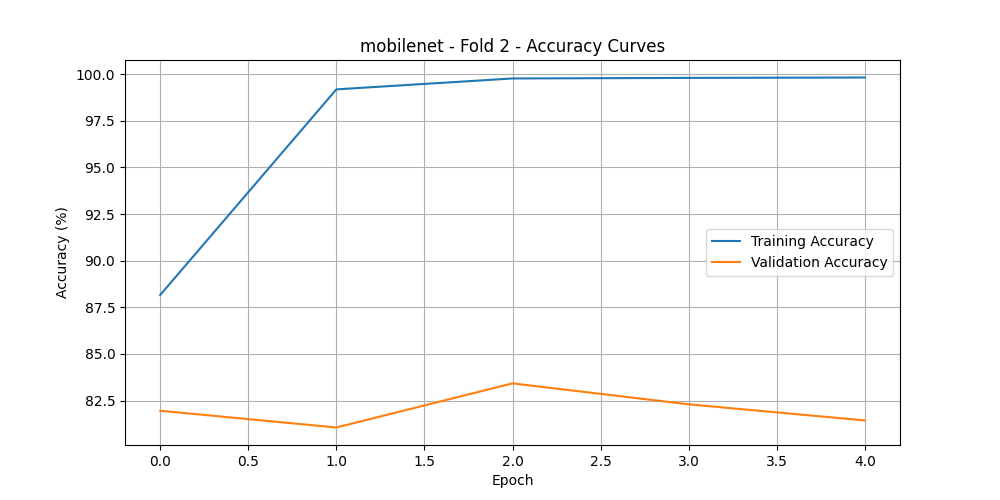 mobilenet - Fold 2 - Accuracy Curves
100.0
97.5
95.0
92.5
90.0
87.5
85.0
82.5
Accuracy (%)
Training Accuracy
Validation Accuracy
0.0 0.5 1.0 1.5 2.0 2.5 3.0 3.5 4.0
Epoch